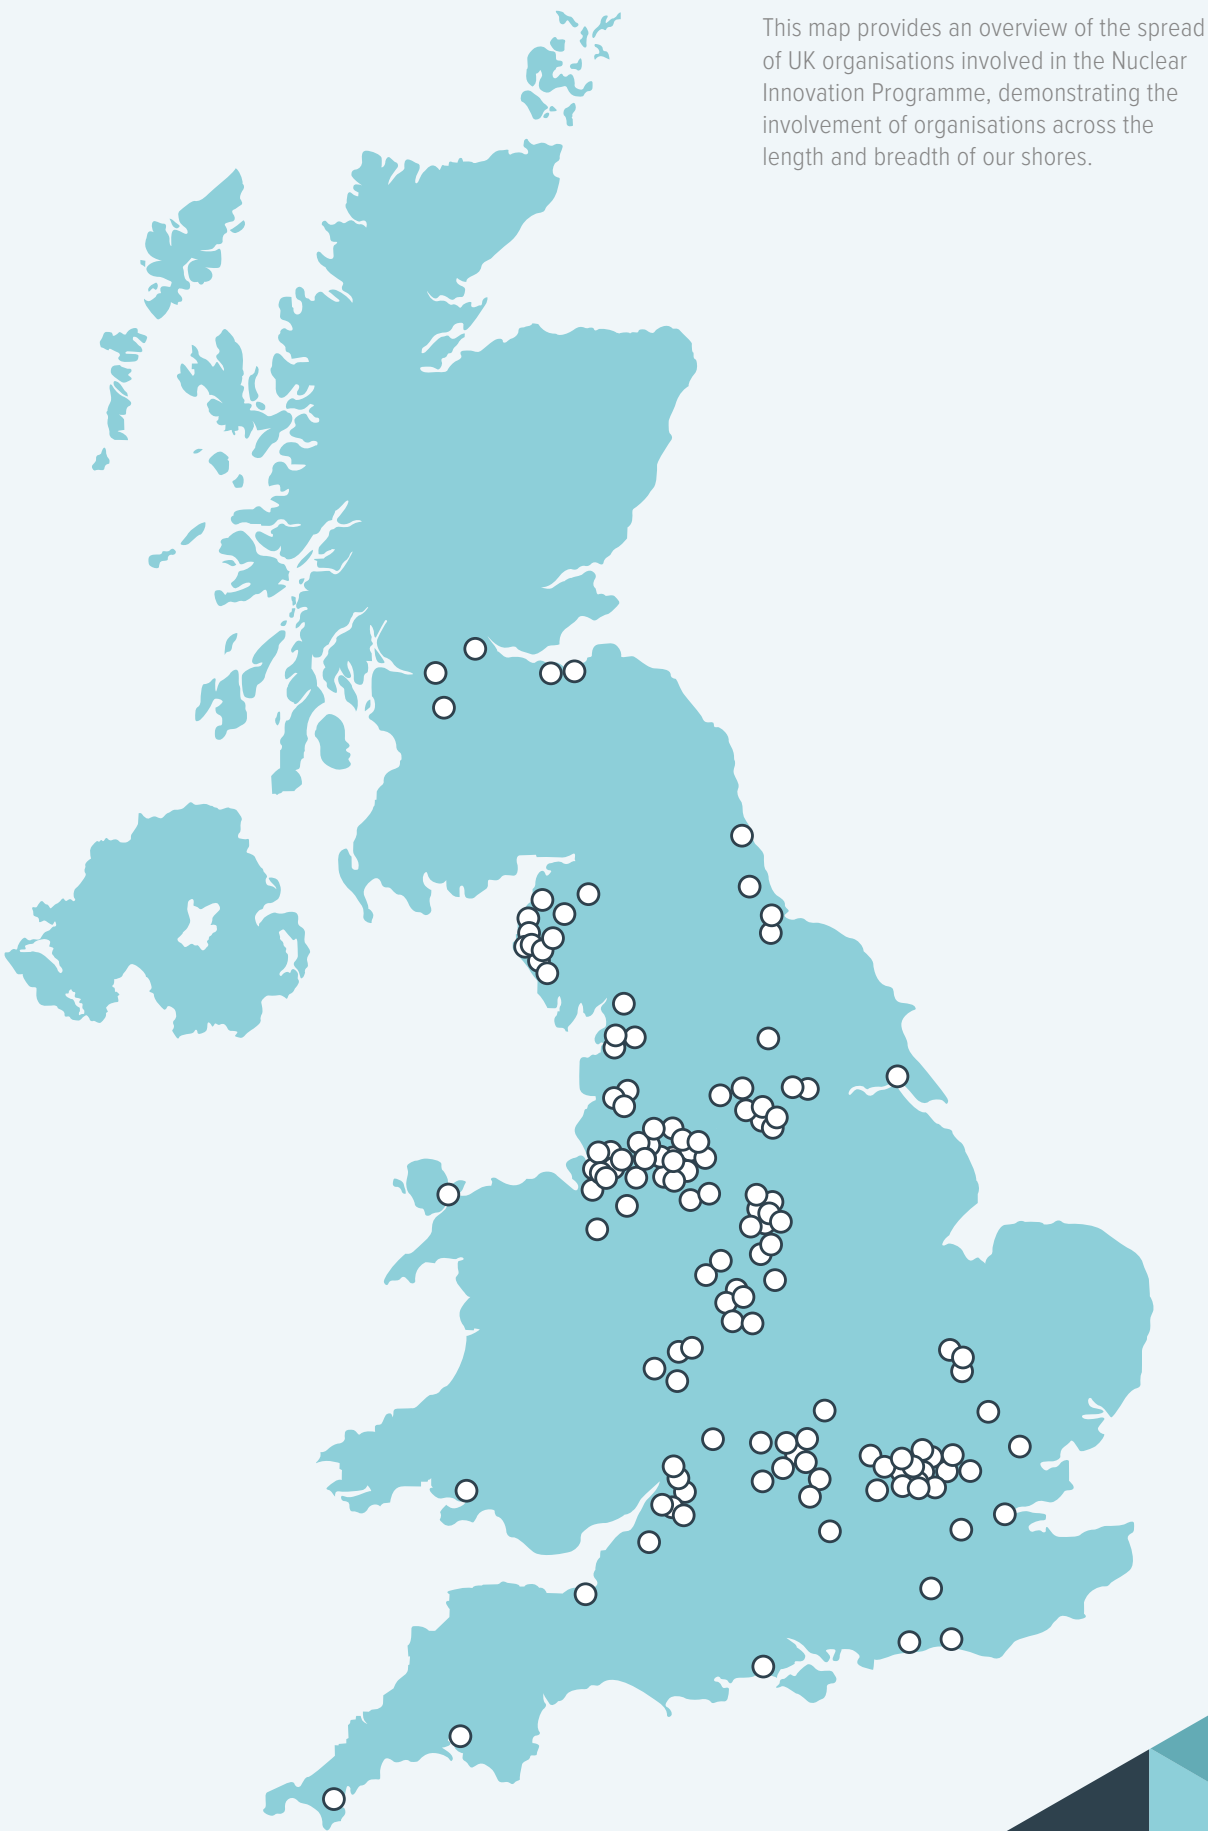 This map provides an overview of the spread
of UK organisations involved in the Nuclear
Innovation Programme, demonstrating the
involvement of organisations across the
length and breadth of our shores.